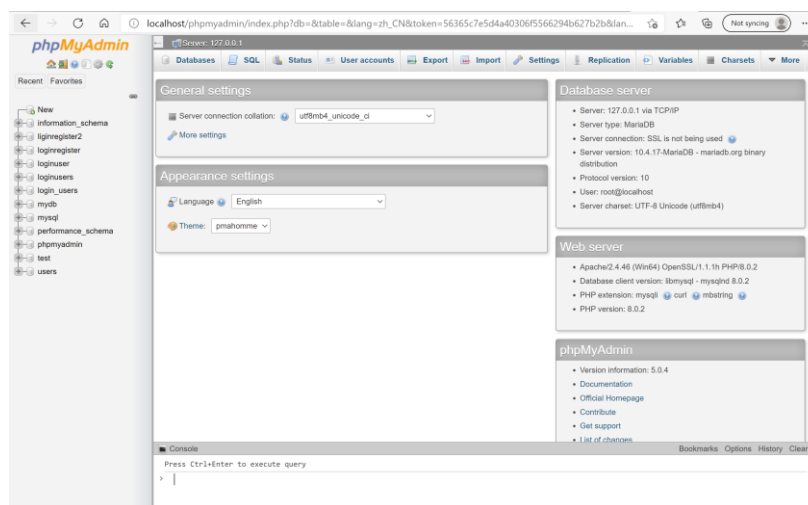 localhost/phpmyadmin/index.php?db=&table=&lang=zh_CN&token=56365c7e5d4a40306f5566294b627b2b&lan...
Not syncing
phpMyAdmin
Recent Favorites
New
information_schema
liginregister2
loginregister
loginuser
loginusers
login_users
mydb
mysql
performance_schema
phpmyadmin
test
users
Server: 127.0.0.1
Databases SQL Status User accounts Export Import Settings Replication Variables Charsets More
General settings
Server connection collation: utf8mb4_unicode_ci
More settings
Appearance settings
Language English
Theme: pmahomme
Database server
Server: 127.0.0.1 via TCP/IP
Server type: MariaDB
Server connection: SSL is not being used
Server version: 10.4.17-MariaDB - mariadb.org binary
distribution
Protocol version: 10
User: root@localhost
Server charset: UTF-8 Unicode (utf8mb4)
Web server
Apache/2.4.46 (Win64) OpenSSL/1.1.1h PHP/8.0.2
Database client version: libmysql - mysqlnd 8.0.2
PHP extension: mysqli curl mbstring
PHP version: 8.0.2
phpMyAdmin
Version information: 5.0.4
Documentation
Official Homepage
Contribute
Get support
List of changes
Console Bookmarks Options History Clear
Press Ctrl+Enter to execute query
>